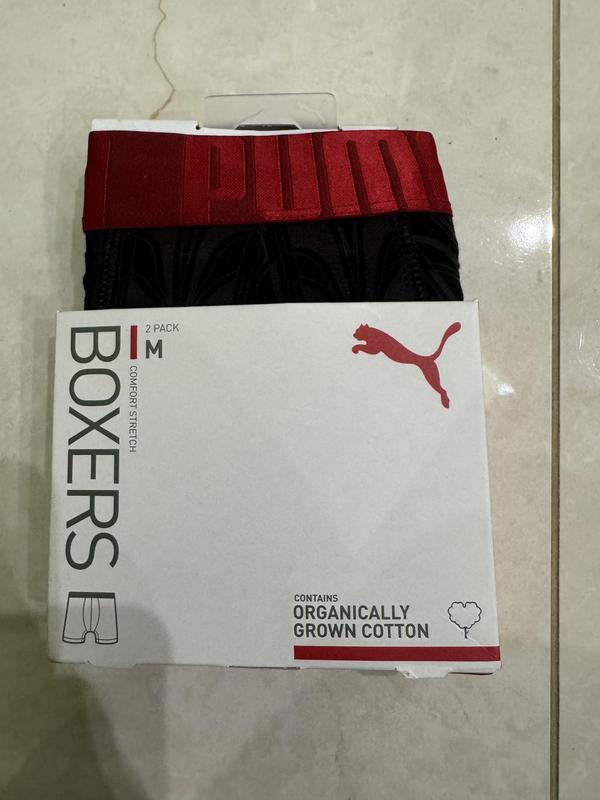 PUM
2 PACK
M
COMFORT STRETCH
BOXERS
CONTAINS
ORGANICALLY
GROWN COTTON